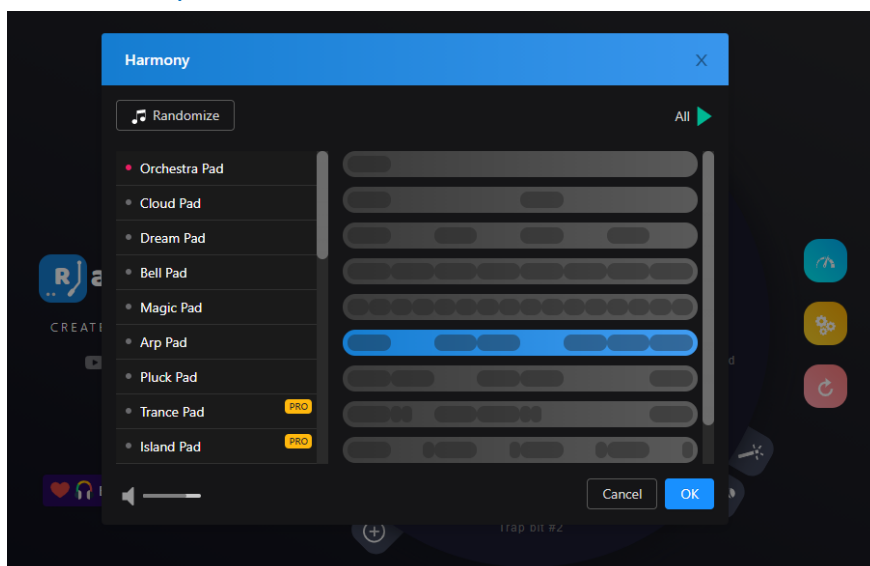 Harmony
X
Randomize
All
Orchestra Pad
Cloud Pad
Dream Pad
Bell Pad
Magic Pad
Arp Pad
Pluck Pad
Trance Pad PRO
Island Pad PRO
Cancel
OK
R a
CREATE
d
Trap bit #2